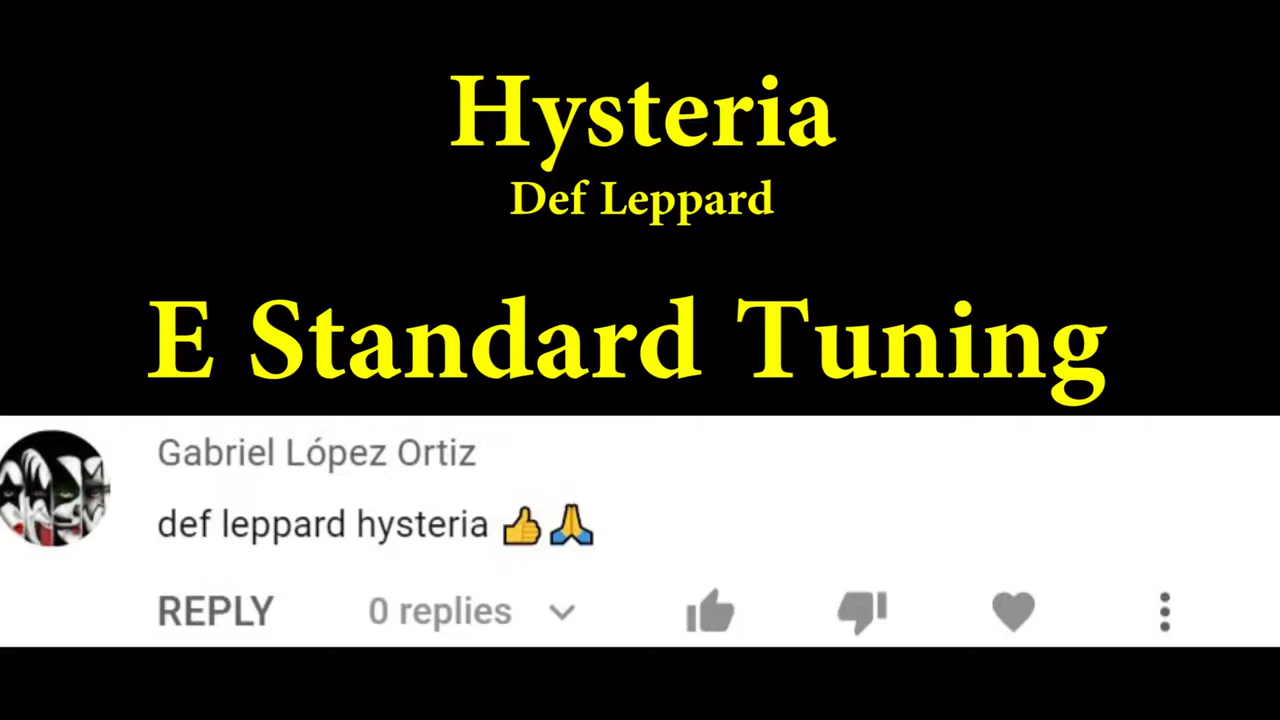 Hysteria
Def Leppard
E Standard Tuning
Gabriel López Ortiz
def leppard hysteria 👍🙏
REPLY 0 replies